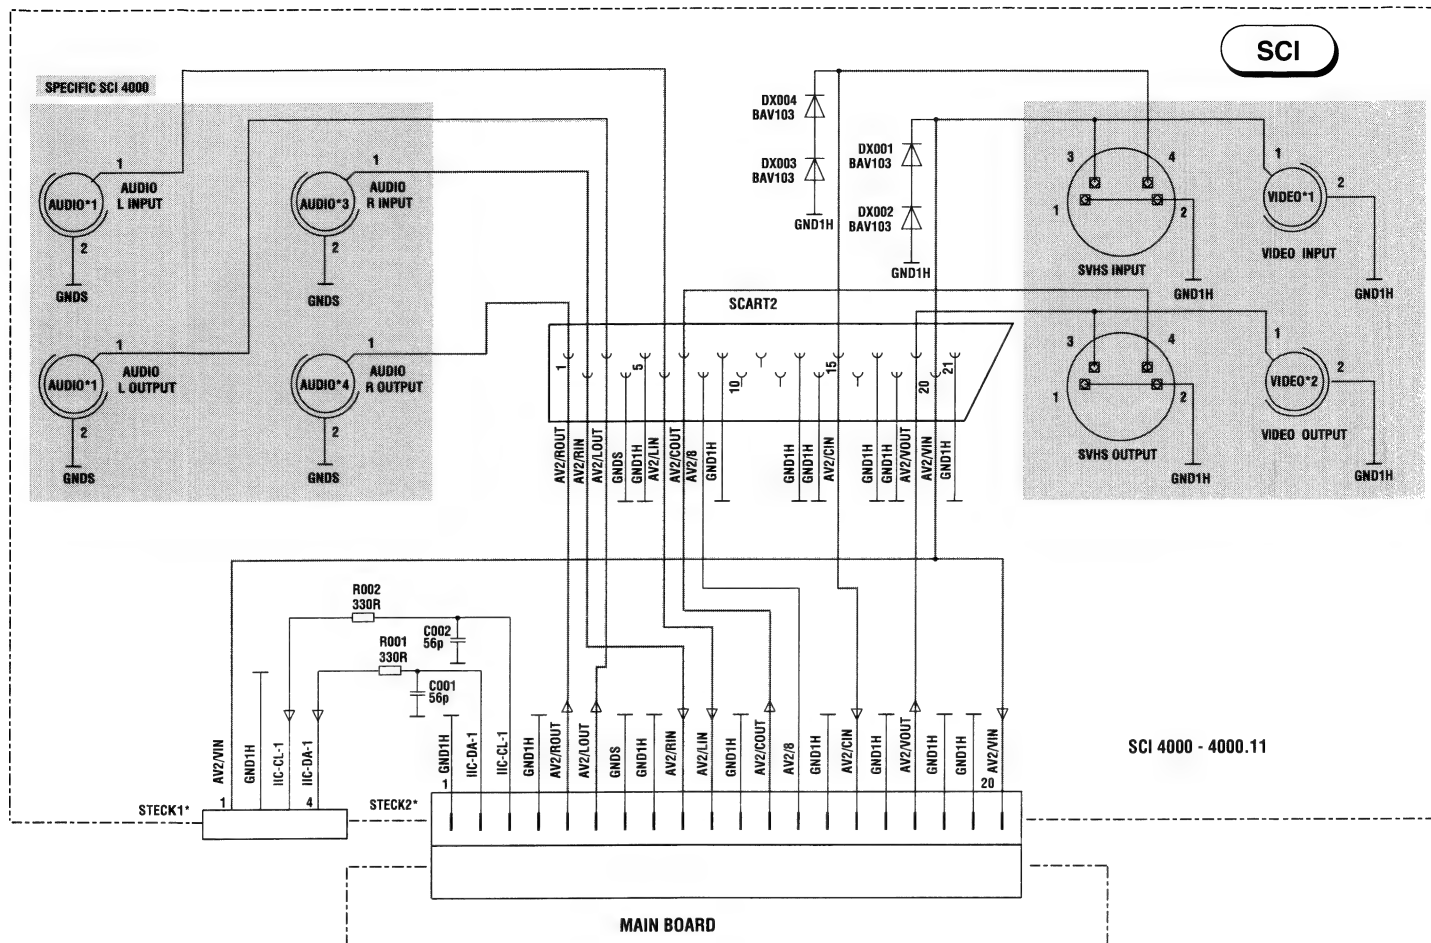 SCI
SPECIFIC SCI 4000
1
AUDIO*1
AUDIO
L INPUT
2
GNDS
1
AUDIO*3
AUDIO
R INPUT
2
GNDS
1
AUDIO*1
AUDIO
L OUTPUT
2
GNDS
1
AUDIO*4
AUDIO
R OUTPUT
2
GNDS
DX004
BAV103
DX003
BAV103
GND1H
DX001
BAV103
DX002
BAV103
GND1H
3
4
1
2
SVHS INPUT
GND1H
1
VIDEO*1
2
VIDEO INPUT
GND1H
3
4
1
2
SVHS OUTPUT
GND1H
1
VIDEO*2
2
VIDEO OUTPUT
GND1H
SCART2
1
5
10
15
20
21
AV2/ROUT
AV2/RIN
AV2/LOUT
GNDS
GND1H
AV2/LIN
AV2/COUT
AV2/8
GND1H
GND1H
GND1H
AV2/CIN
GND1H
GND1H
AV2/VOUT
AV2/VIN
GND1H
R002
330R
C002
56p
R001
330R
C001
56p
AV2/VIN
GND1H
IIC-CL-1
IIC-DA-1
1
4
STECK1*
STECK2*
GND1H
IIC-DA-1
IIC-CL-1
GND1H
AV2/ROUT
AV2/LOUT
GNDS
GND1H
AV2/RIN
AV2/LIN
GND1H
AV2/COUT
AV2/8
GND1H
AV2/CIN
GND1H
AV2/VOUT
GND1H
GND1H
AV2/VIN
1
20
SCI 4000 - 4000.11
MAIN BOARD